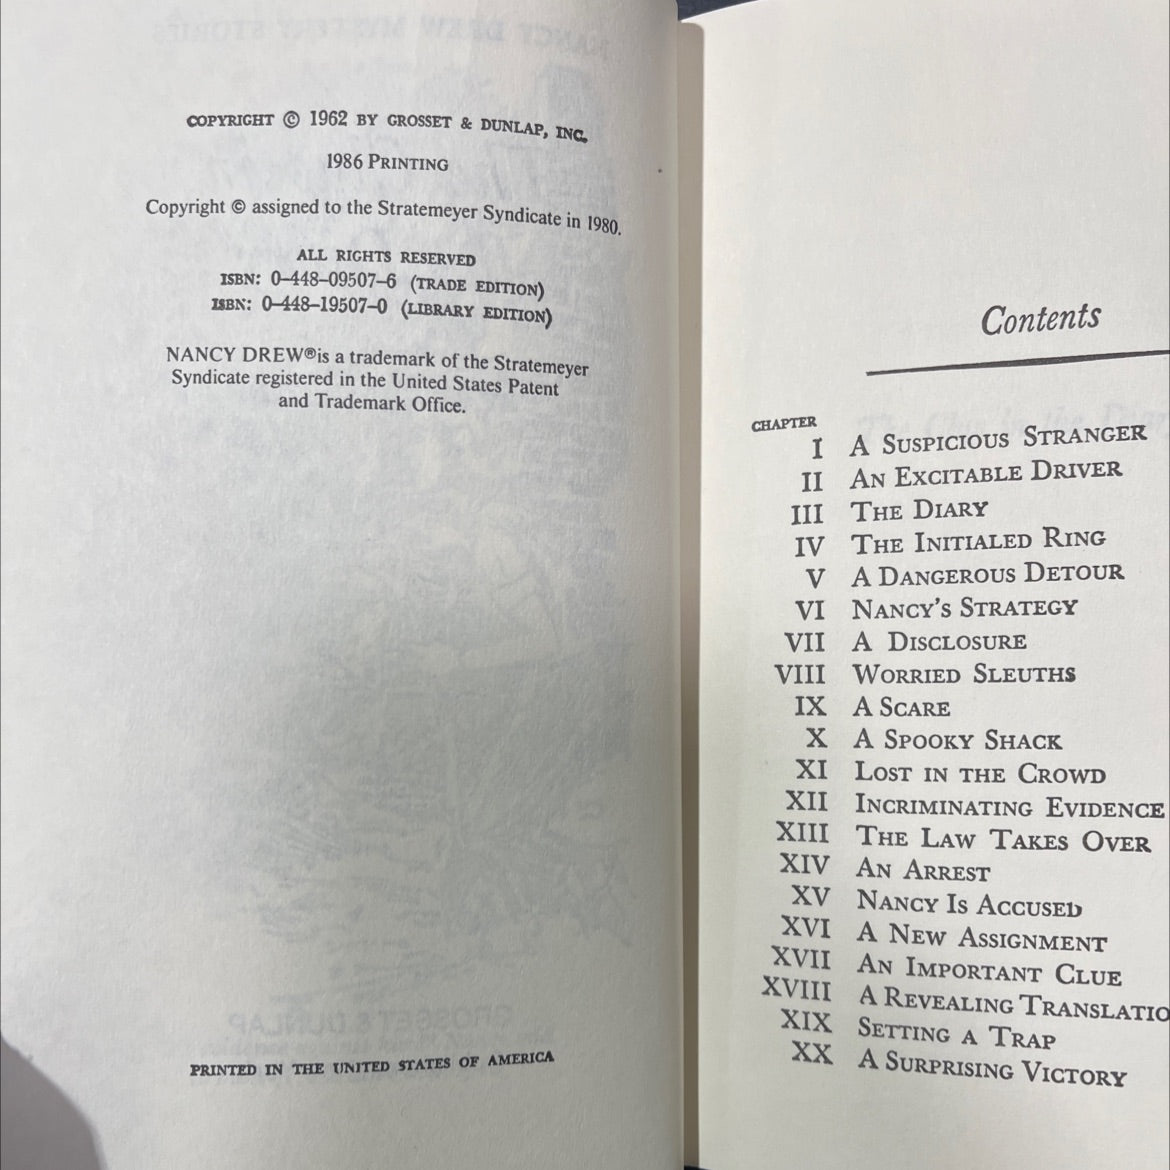 COPYRIGHT © 1962 BY GROSSET & DUNLAP, INC.
1986 PRINTING
Copyright © assigned to the Stratemeyer Syndicate in 1980.
ALL RIGHTS RESERVED
ISBN: 0-448-09507-6 (TRADE EDITION)
ISBN: 0-448-19507-0 (LIBRARY EDITION)
NANCY DREW® is a trademark of the Stratemeyer
Syndicate registered in the United States Patent
and Trademark Office.
PRINTED IN THE UNITED STATES OF AMERICA
Contents
CHAPTER
I A SUSPICIOUS STRANGER
II AN EXCITABLE DRIVER
III THE DIARY
IV THE INITIALED RING
V A DANGEROUS DETOUR
VI NANCY'S STRATEGY
VII A DISCLOSURE
VIII WORRIED SLEUTHS
IX A SCARE
X A SPOOKY SHACK
XI LOST IN THE CROWD
XII INCRIMINATING EVIDENCE
XIII THE LAW TAKES OVER
XIV AN ARREST
XV NANCY IS ACCUSED
XVI A NEW ASSIGNMENT
XVII AN IMPORTANT CLUE
XVIII A REVEALING TRANSLATIO
XIX SETTING A TRAP
XX A SURPRISING VICTORY